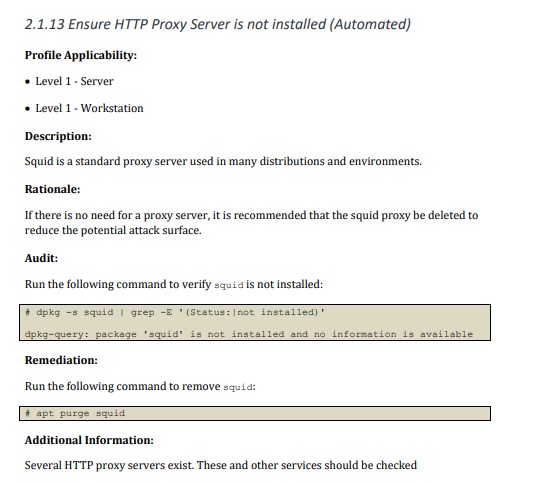 2.1.13 Ensure HTTP Proxy Server is not installed (Automated)
Profile Applicability:
• Level 1 - Server
• Level 1 - Workstation
Description:
Squid is a standard proxy server used in many distributions and environments.
Rationale:
If there is no need for a proxy server, it is recommended that the squid proxy be deleted to
reduce the potential attack surface.
Audit:
Run the following command to verify squid is not installed:
# dpkg -s squid | grep -E '(Status:|not installed)'
dpkg-query: package 'squid' is not installed and no information is available
Remediation:
Run the following command to remove squid:
# apt purge squid
Additional Information:
Several HTTP proxy servers exist. These and other services should be checked